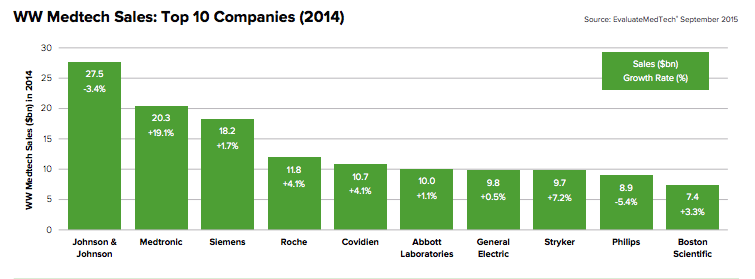 WW Medtech Sales: Top 10 Companies (2014)
Source: EvaluateMedTech® September 2015
WW Medtech Sales ($bn) in 2014
30
25
20
15
10
5
0
Sales ($bn)
Growth Rate (%)
27.5
-3.4%
20.3
+19.1%
18.2
+1.7%
11.8
+4.1%
10.7
+4.1%
10.0
+1.1%
9.8
+0.5%
9.7
+7.2%
8.9
-5.4%
7.4
+3.3%
Johnson &
Johnson
Medtronic
Siemens
Roche
Covidien
Abbott
Laboratories
General
Electric
Stryker
Philips
Boston
Scientific